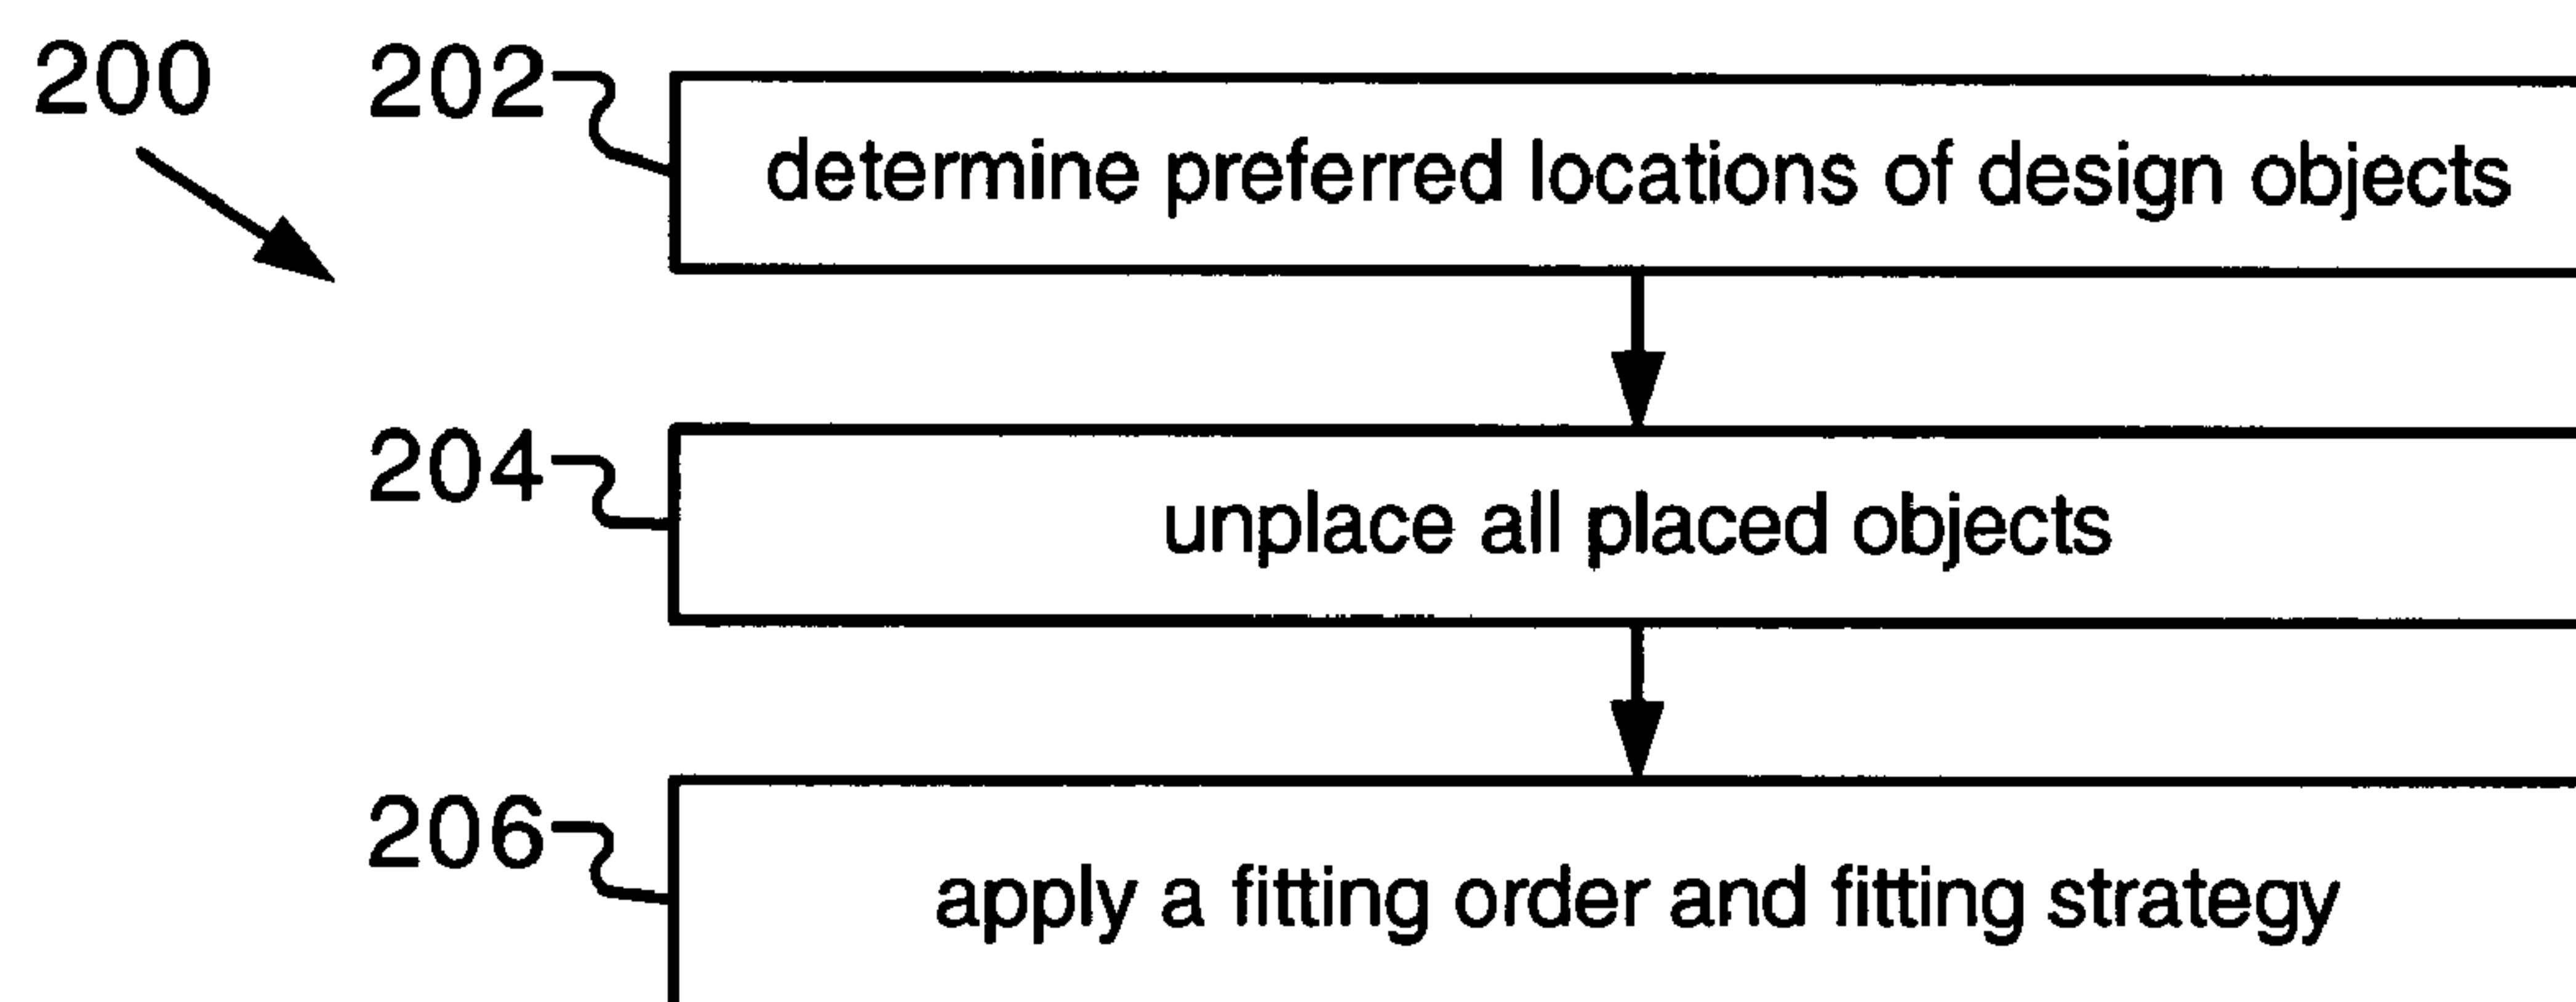 200
202
determine preferred locations of design objects
204
unplace all placed objects
206
apply a fitting order and fitting strategy